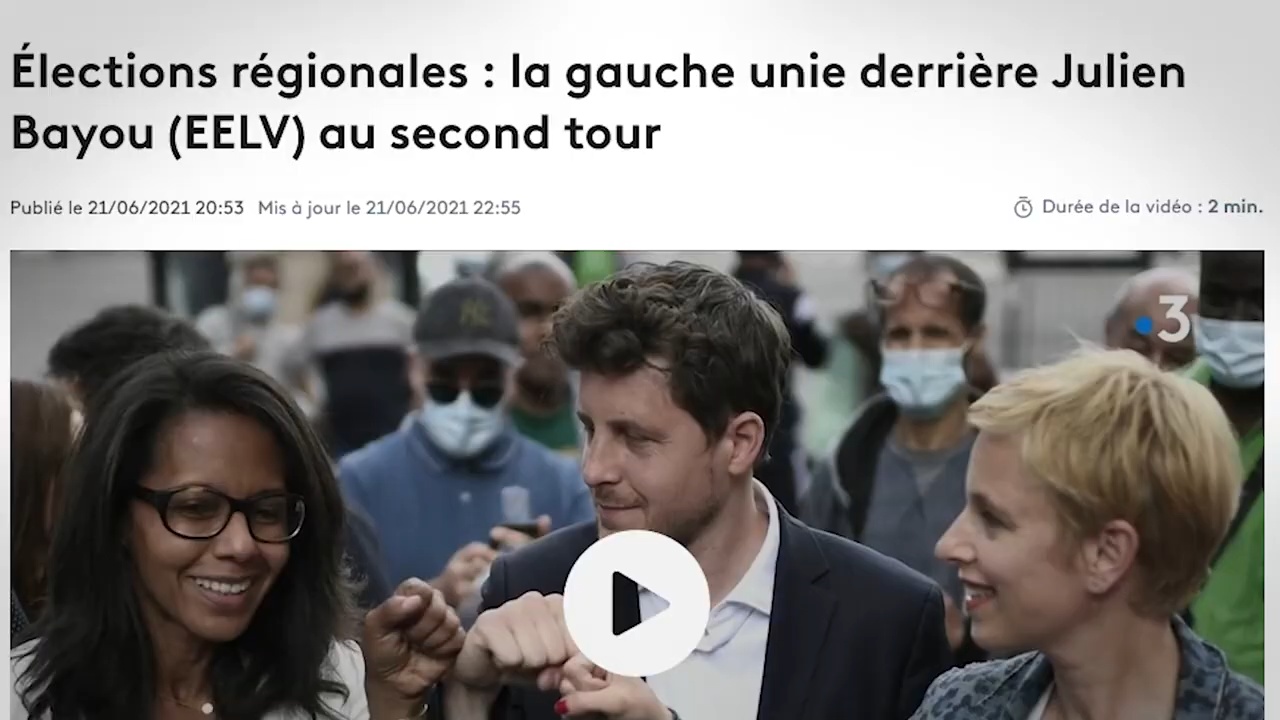 Élections régionales : la gauche unie derrière Julien
Bayou (EELV) au second tour
Publié le 21/06/2021 20:53 Mis à jour le 21/06/2021 22:55
Durée de la vidéo : 2 min.
3